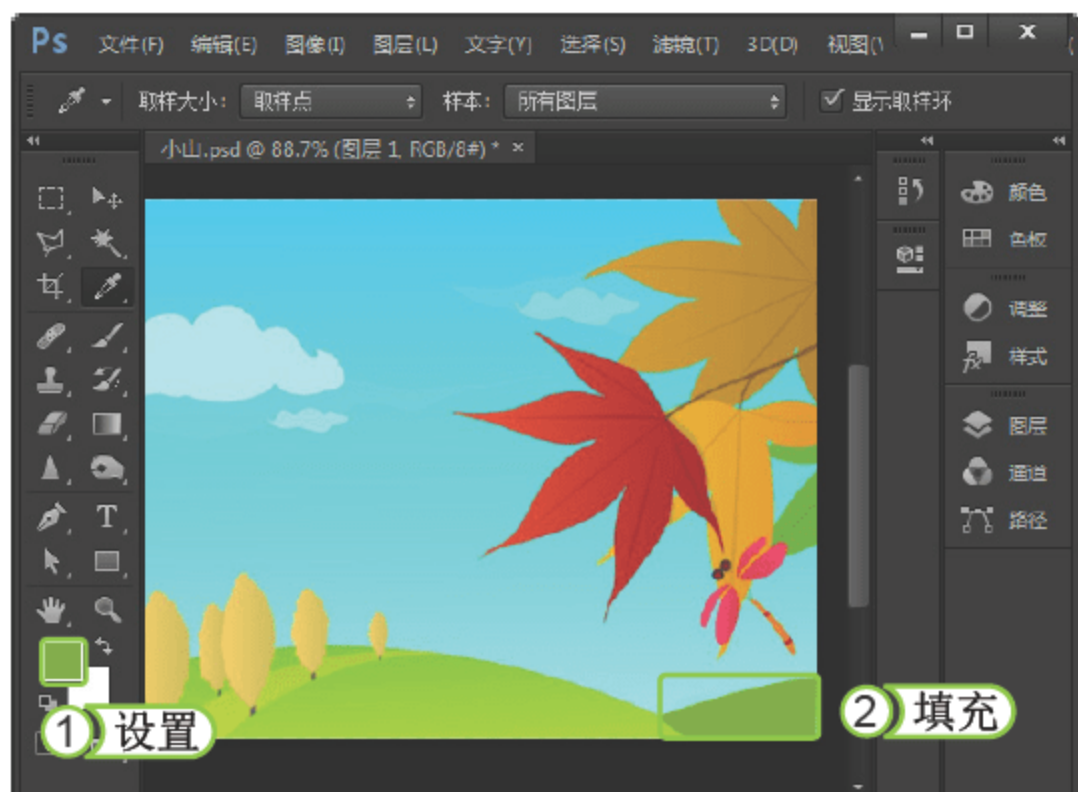 Ps 文件(F) 编辑(E) 图像(I) 图层(L) 文字(Y) 选择(S) 滤镜(T) 3D(D) 视图(V
取样大小: 取样点 样本: 所有图层 显示取样环
小山.psd @ 88.7% (图层 1, RGB/8#) * ×
颜色
色板
调整
样式
图层
通道
路径
1 设置
2 填充